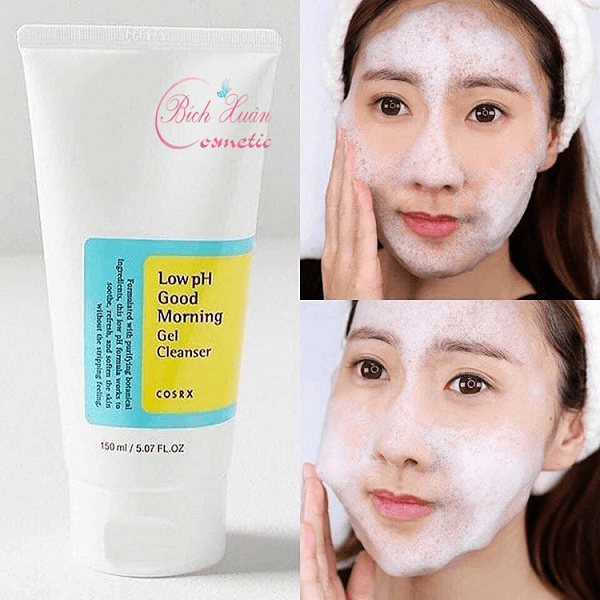 Bích Xuân
Cosmetic
Low pH
Good
Morning
Gel
Cleanser
COSRX
Formulated with purifying botanical
ingredients, this low pH formula works to
soothe, refresh, and soften the skin
without the stripping feeling.
150 ml / 5.07 FL.OZ